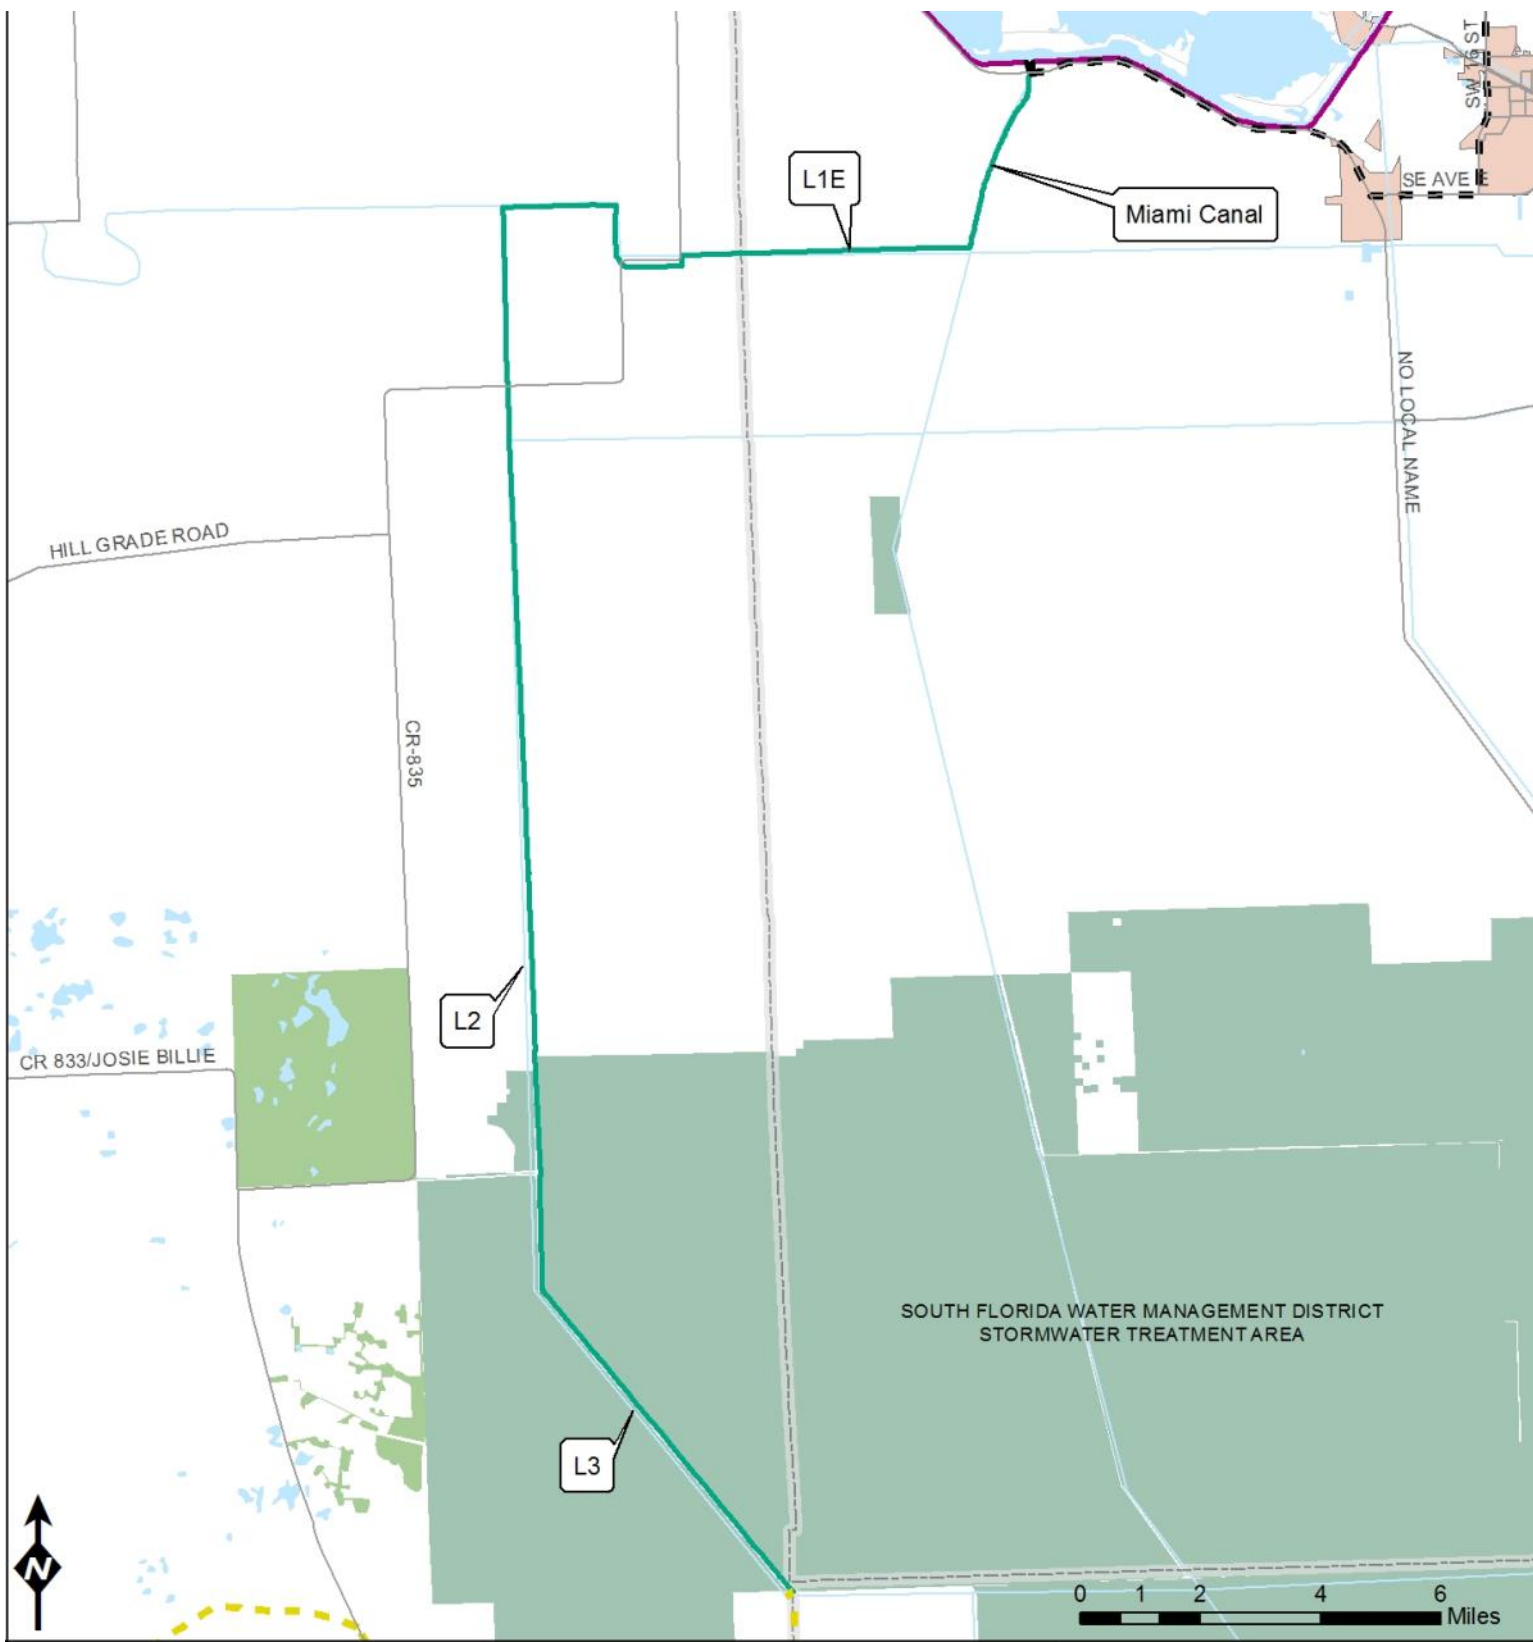 SW 16 ST
L1E
SE AVE E
Miami Canal
NO LOCAL NAME
HILL GRADE ROAD
CR-835
L2
CR 833/JOSIE BILLIE
SOUTH FLORIDA WATER MANAGEMENT DISTRICT
STORMWATER TREATMENT AREA
L3
N
0 1 2 4 6
Miles